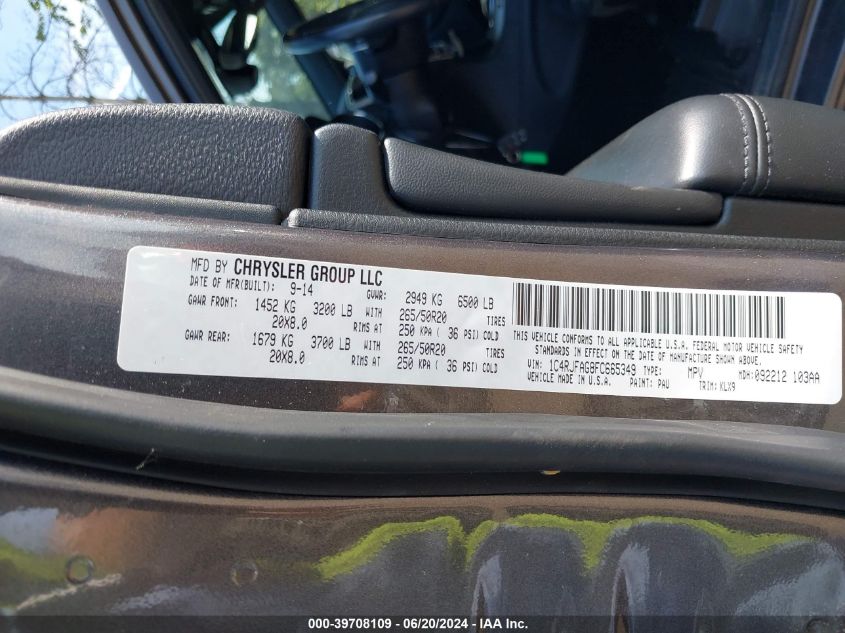 MFD BY CHRYSLER GROUP LLC
DATE OF MFR(BUILT): 9-14 GVWR: 2949 KG 6500 LB
GAWR FRONT: 1452 KG 3200 LB WITH 265/50R20 TIRES
20X8.0 RIMS AT 250 KPA ( 36 PSI) COLD
GAWR REAR: 1679 KG 3700 LB WITH 265/50R20 TIRES
20X8.0 RIMS AT 250 KPA ( 36 PSI) COLD
THIS VEHICLE CONFORMS TO ALL APPLICABLE U.S.A. FEDERAL MOTOR VEHICLE SAFETY
STANDARDS IN EFFECT ON THE DATE OF MANUFACTURE SHOWN ABOVE.
VIN: 1C4RJFAG8FC665349 TYPE: MPV MDH:092212 103AA
VEHICLE MADE IN U.S.A. PAINT: PAU TRIM: KLX9
000-39708109 - 06/20/2024 - IAA Inc.